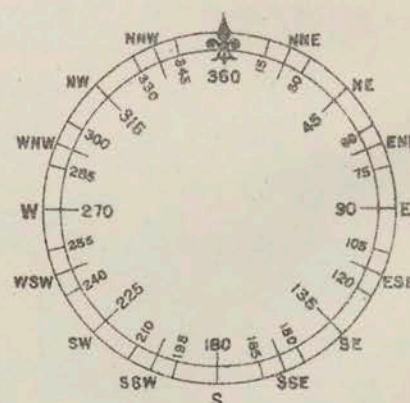 NNW NNE
345 360 15
330 30
NW NE
315 45
WNW ENE
300 60
285 75
W 270 90 E
255 105
WSW 240 120 ESE
225 135
SW SE
210 195 180 165 150
SSW SSE
S